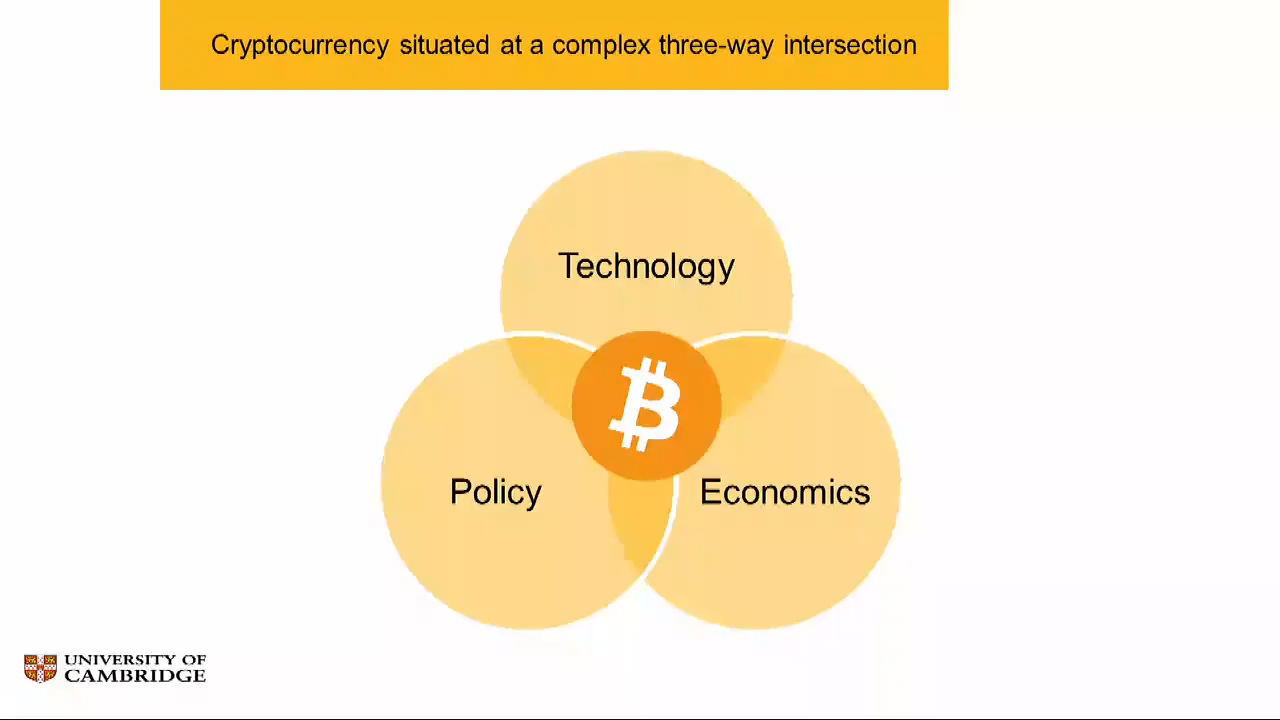 Cryptocurrency situated at a complex three-way intersection
Technology
Policy
Economics
UNIVERSITY OF
CAMBRIDGE